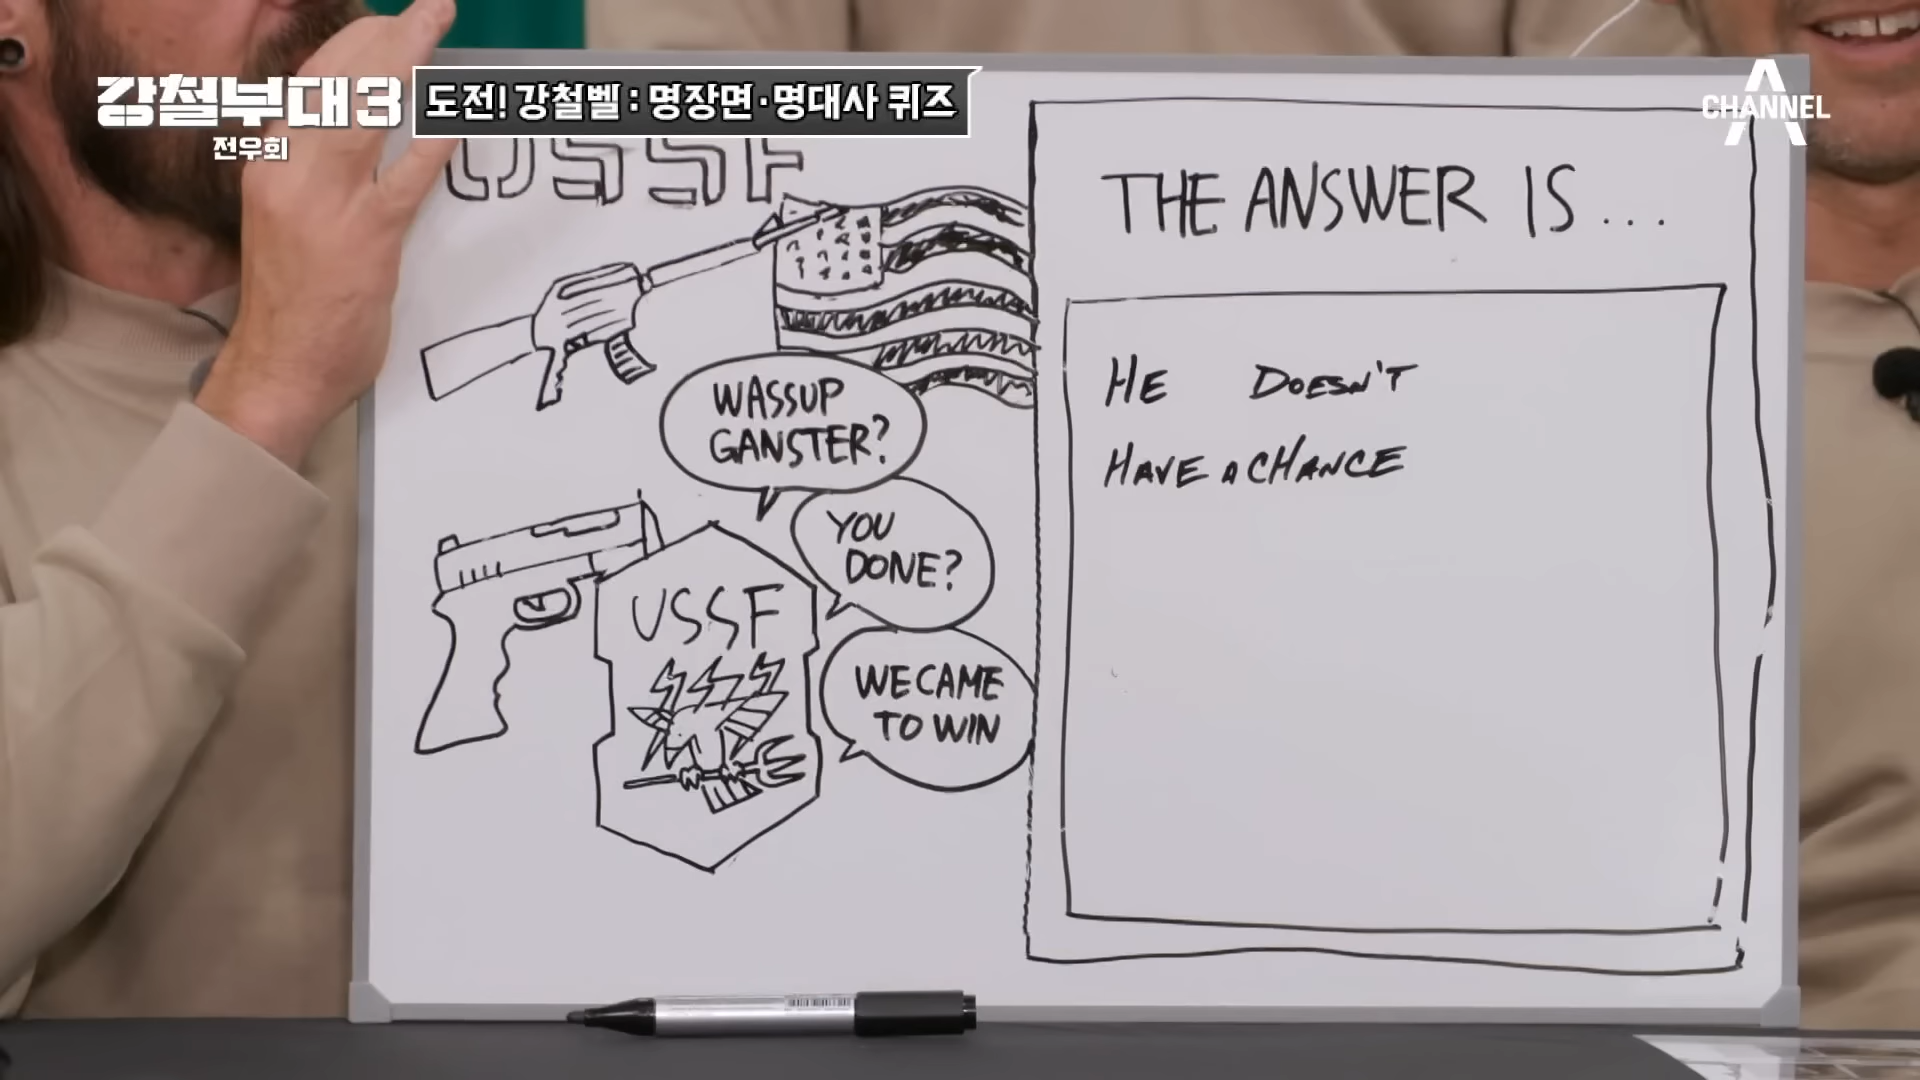 강철부대3
전우회
도전! 강철벨 : 명장면·명대사 퀴즈
CHANNEL A
USSF
WASSUP
GANSTER?
YOU
DONE?
WE CAME
TO WIN
USSF
THE ANSWER IS...
HE DOESN'T
HAVE A CHANCE